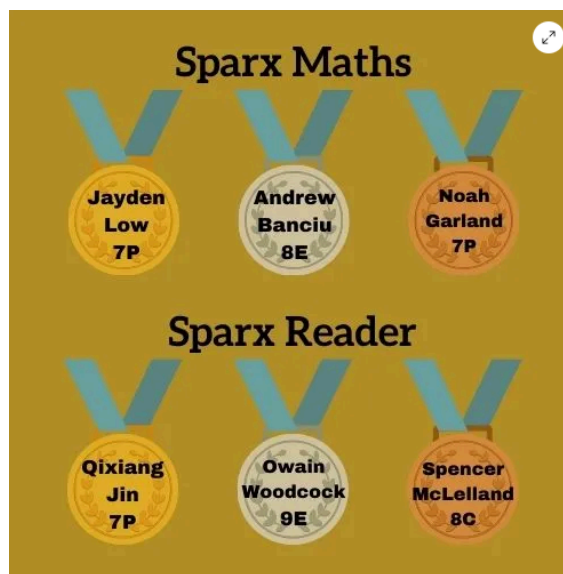 Sparx Maths
Jayden
Low
7P
Andrew
Banciu
8E
Noah
Garland
7P
Sparx Reader
Qixiang
Jin
7P
Owain
Woodcock
9E
Spencer
McLelland
8C